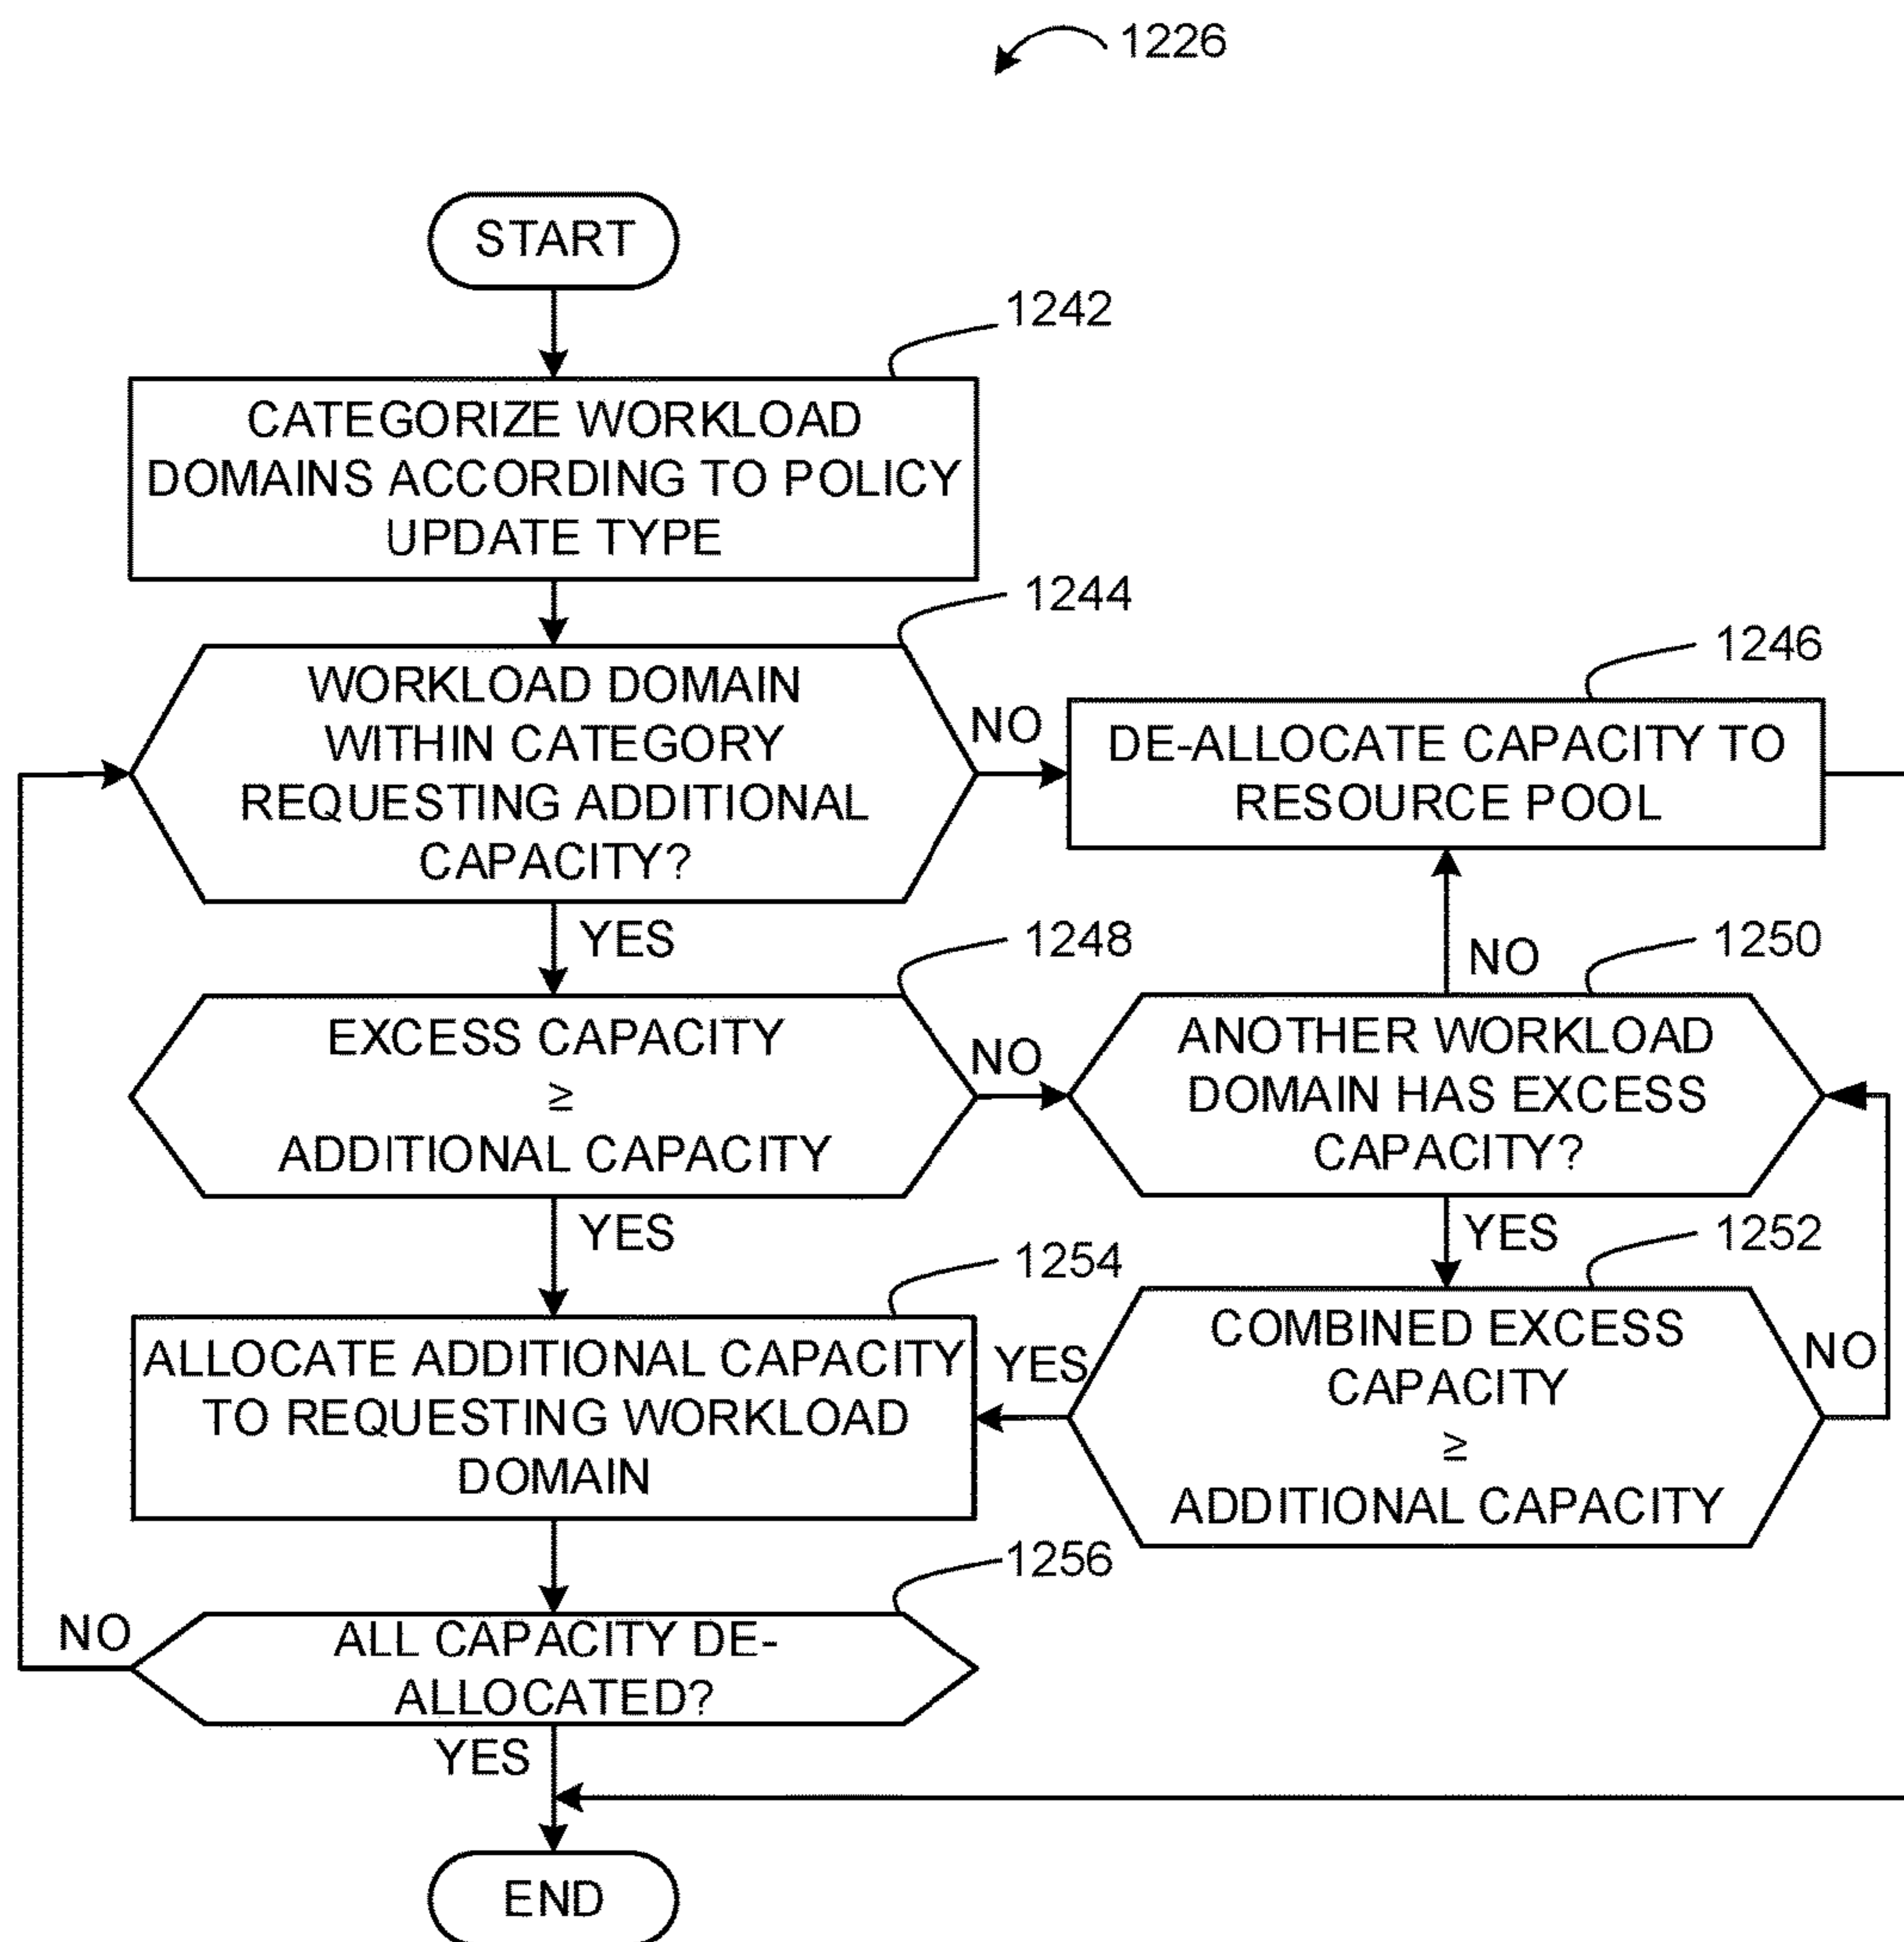 1226
START
1242
CATEGORIZE WORKLOAD
DOMAINS ACCORDING TO POLICY
UPDATE TYPE
1244
WORKLOAD DOMAIN
WITHIN CATEGORY
REQUESTING ADDITIONAL
CAPACITY?
NO
1246
DE-ALLOCATE CAPACITY TO
RESOURCE POOL
YES
1248
EXCESS CAPACITY
≥
ADDITIONAL CAPACITY
NO
NO
1250
ANOTHER WORKLOAD
DOMAIN HAS EXCESS
CAPACITY?
YES
YES
1252
COMBINED EXCESS
CAPACITY
≥
ADDITIONAL CAPACITY
NO
YES
1254
ALLOCATE ADDITIONAL CAPACITY
TO REQUESTING WORKLOAD
DOMAIN
1256
ALL CAPACITY DE-
ALLOCATED?
NO
YES
END